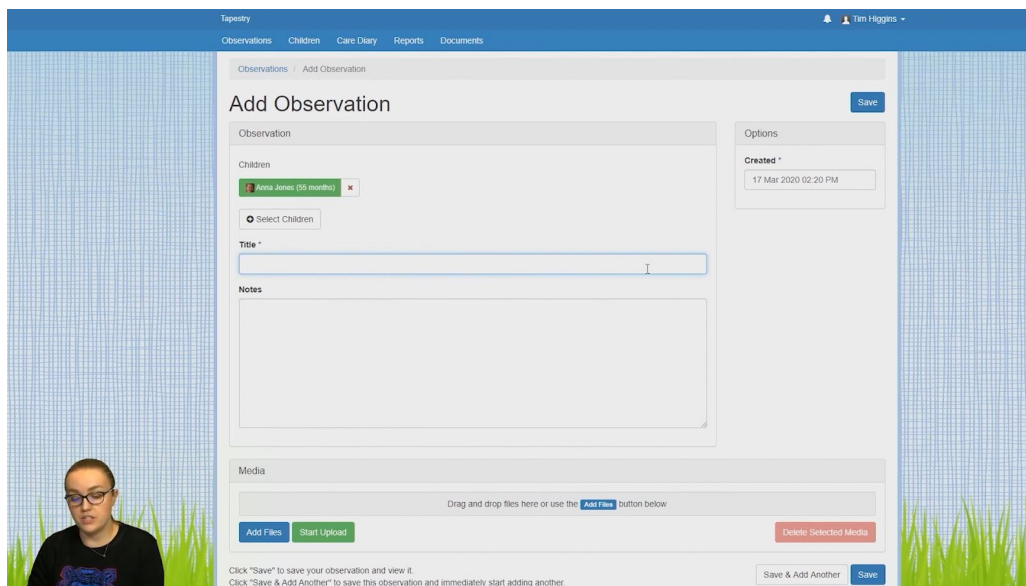 Tapestry
Tim Higgins
Observations Children Care Diary Reports Documents
Observations / Add Observation
Add Observation
Save
Observation
Options
Children
Created *
Anna Jones (55 months)
17 Mar 2020 02:20 PM
Select Children
Title *
Notes
Media
Drag and drop files here or use the Add Files button below
Add Files
Start Upload
Delete Selected Media
Click "Save" to save your observation and view it.
Click "Save & Add Another" to save this observation and immediately start adding another
Save & Add Another
Save